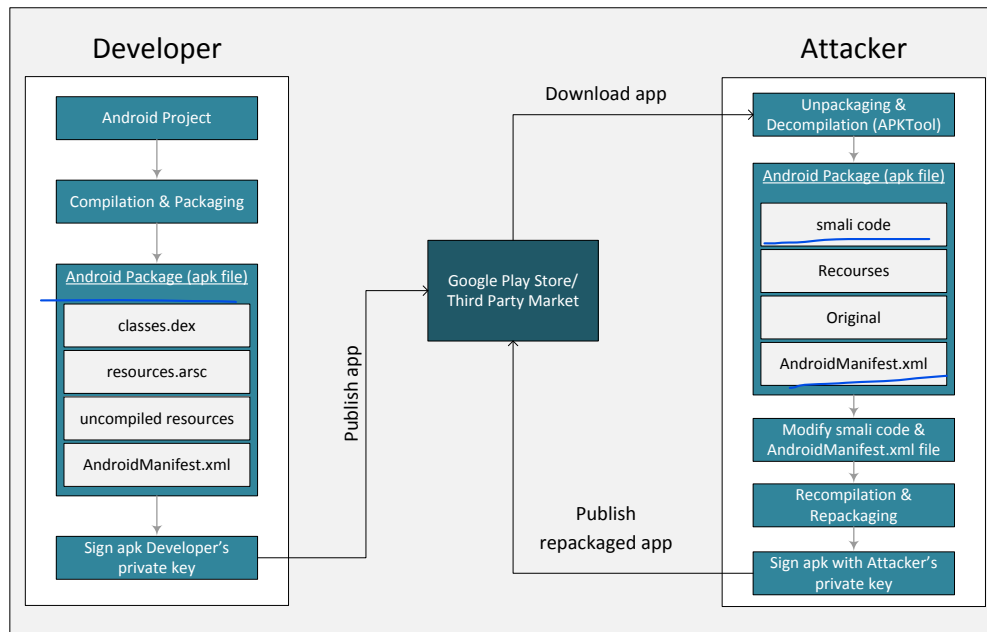 Developer
Android Project
Compilation & Packaging
Android Package (apk file)
classes.dex
resources.arsc
uncompiled resources
AndroidManifest.xml
Sign apk Developer's
private key
Publish app
Google Play Store/
Third Party Market
Download app
Publish
repackaged app
Attacker
Unpackaging &
Decompilation (APKTool)
Android Package (apk file)
smali code
Recourses
Original
AndroidManifest.xml
Modify smali code &
AndroidManifest.xml file
Recompilation &
Repackaging
Sign apk with Attacker's
private key